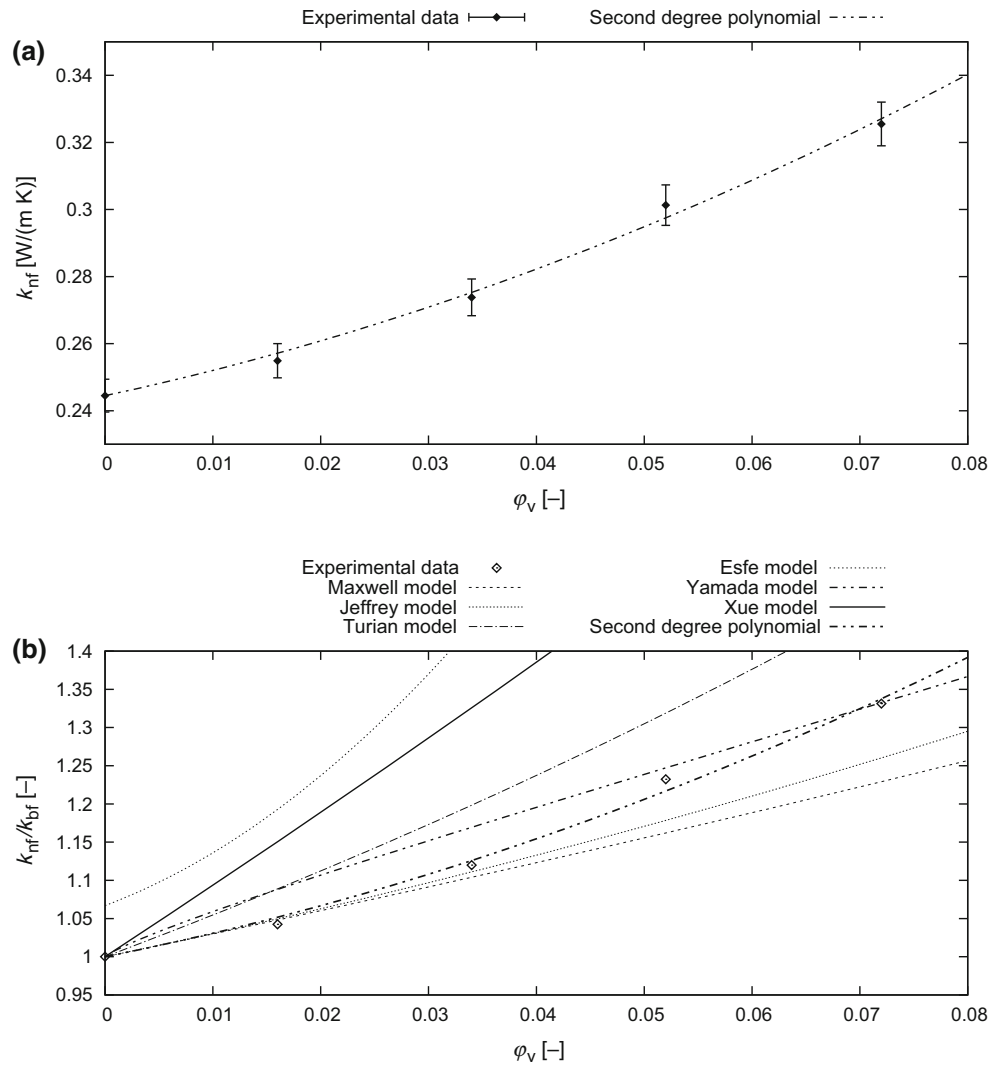 Experimental data
Second degree polynomial
(a)
0.34
0.32
0.3
0.28
0.26
0.24
k_nf [W/(m K)]
0 0.01 0.02 0.03 0.04 0.05 0.06 0.07 0.08
φ_v [–]
Experimental data
Maxwell model
Jeffrey model
Turian model
Esfe model
Yamada model
Xue model
Second degree polynomial
(b)
1.4
1.35
1.3
1.25
1.2
1.15
1.1
1.05
1
0.95
k_nf/k_bf [–]
0 0.01 0.02 0.03 0.04 0.05 0.06 0.07 0.08
φ_v [–]